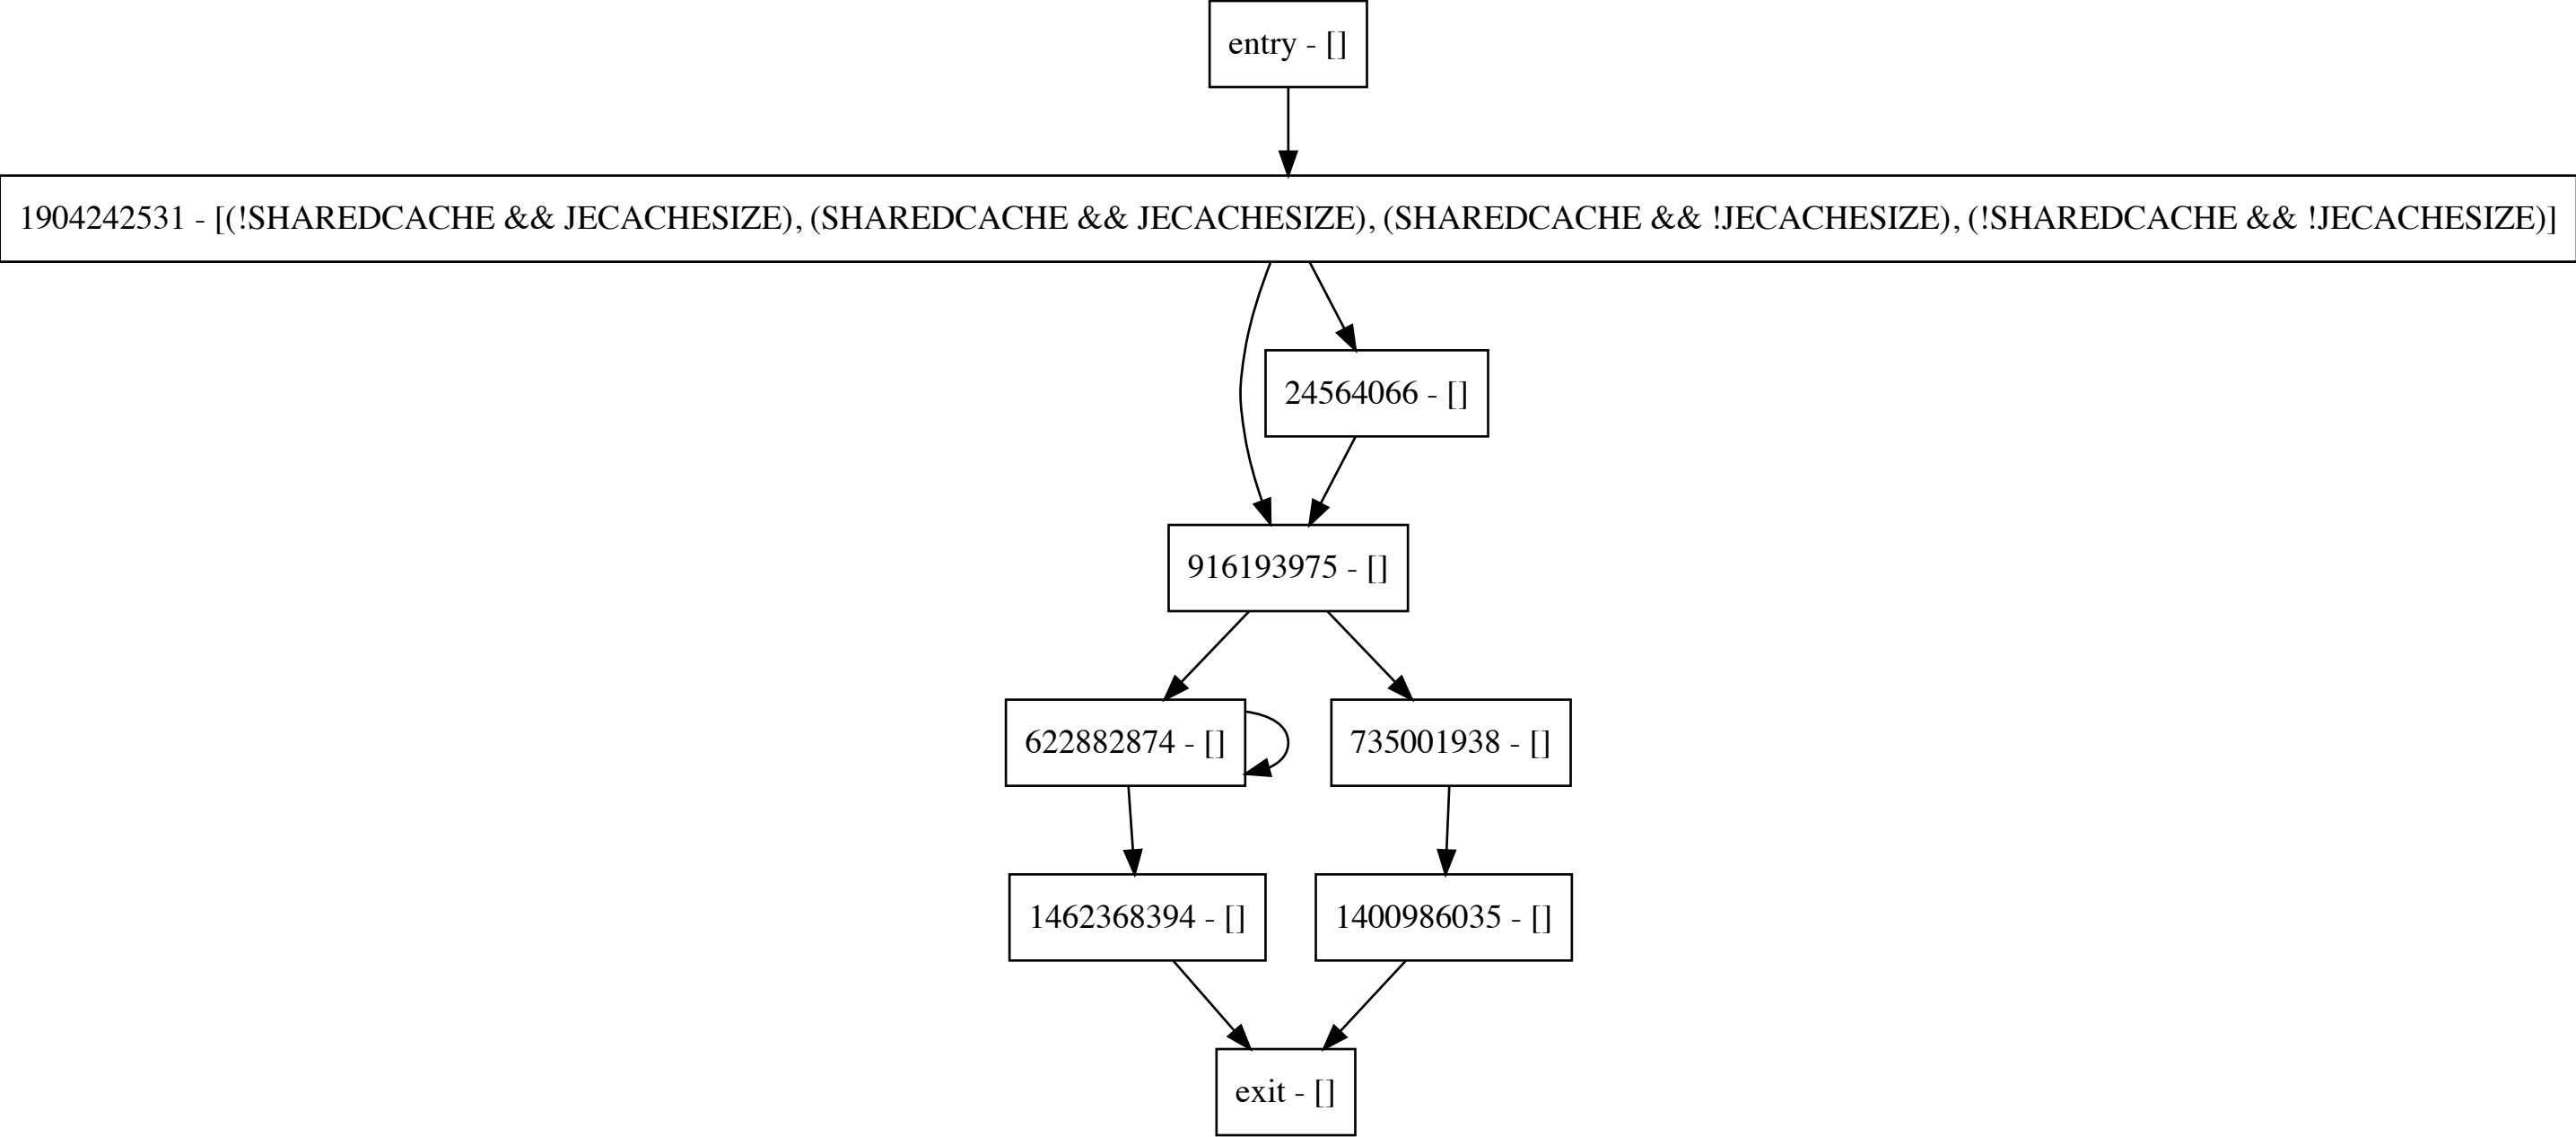 entry - []
1904242531 - [(!SHAREDCACHE && JECACHESIZE), (SHAREDCACHE && JECACHESIZE), (SHAREDCACHE && !JECACHESIZE), (!SHAREDCACHE && !JECACHESIZE)]
24564066 - []
916193975 - []
622882874 - []
735001938 - []
1462368394 - []
1400986035 - []
exit - []